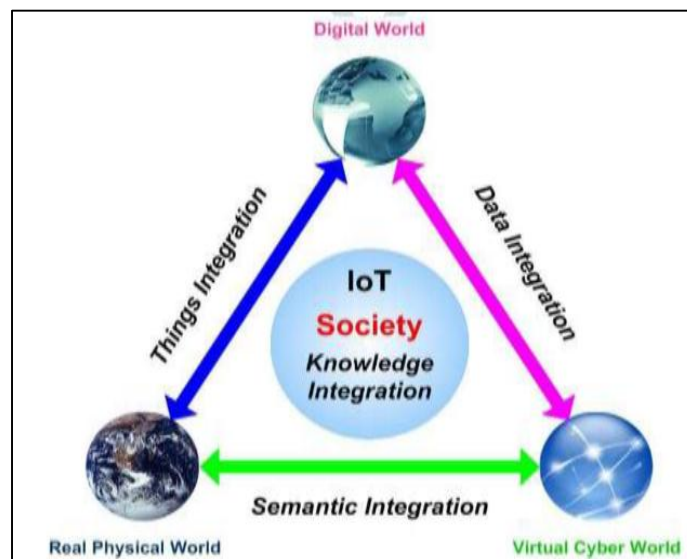 Digital World
Things Integration
Data Integration
IoT
Society
Knowledge
Integration
Semantic Integration
Real Physical World
Virtual Cyber World